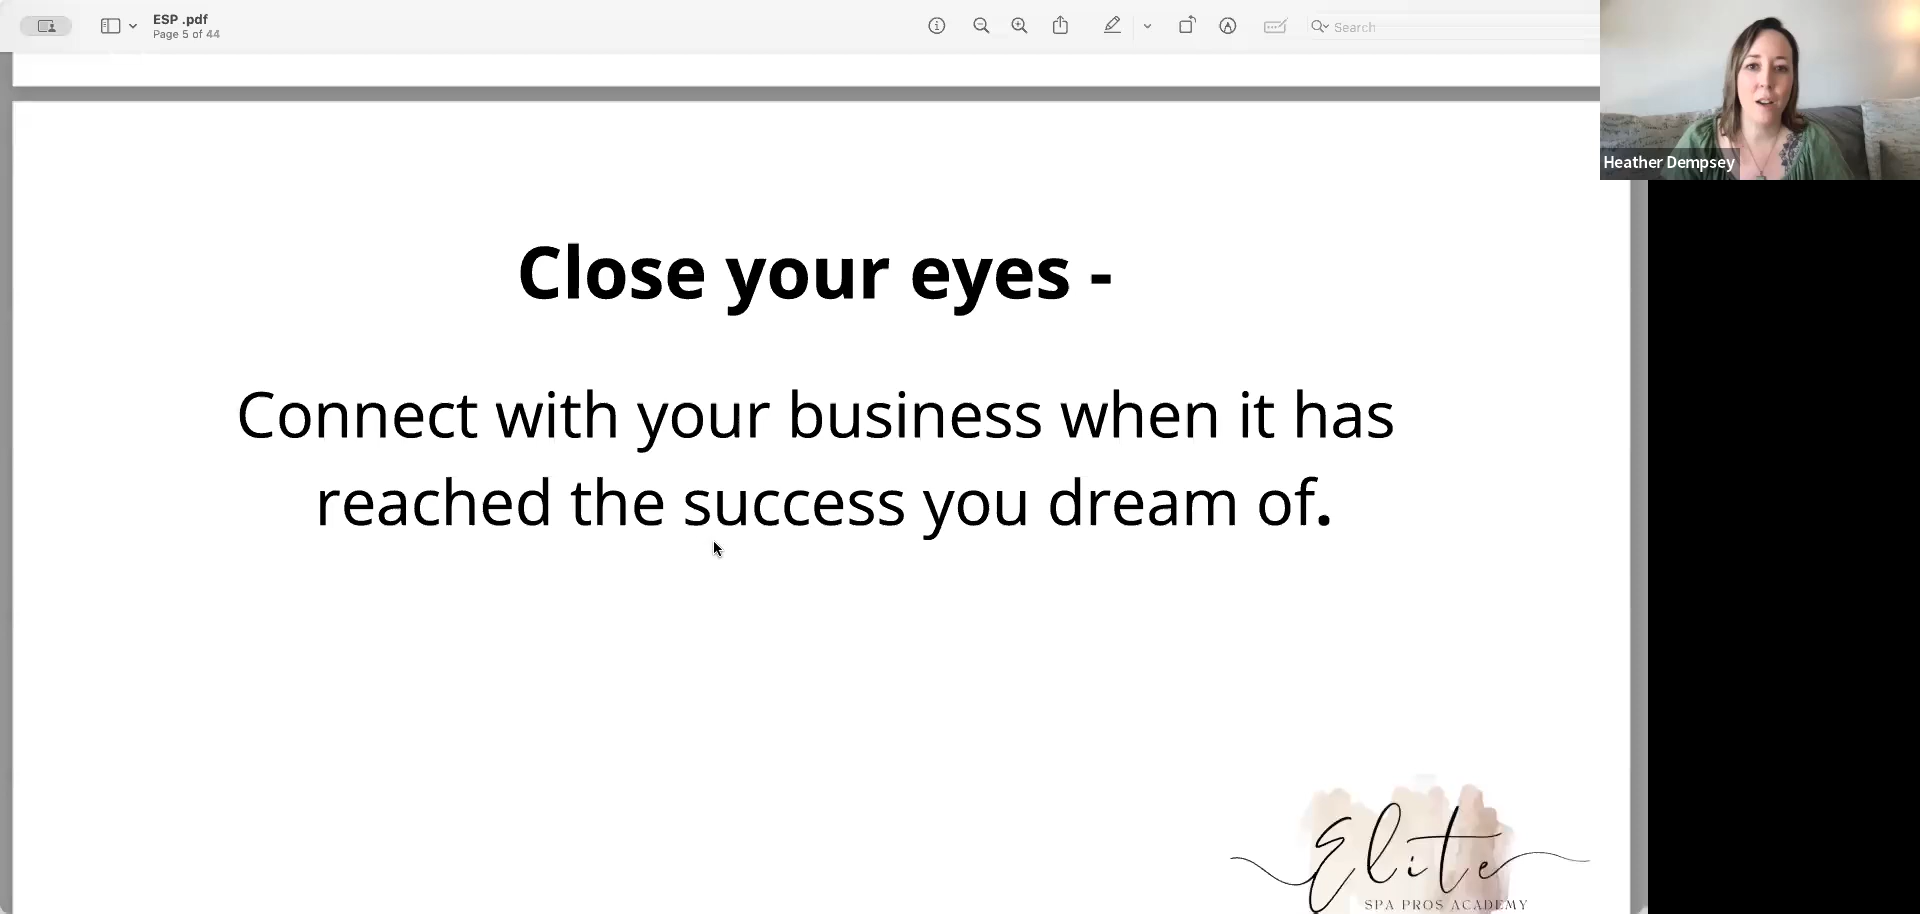 ESP .pdf
Page 5 of 44
Search
Heather Dempsey
Close your eyes -
Connect with your business when it has
reached the success you dream of.
Elite
SPA PROS ACADEMY